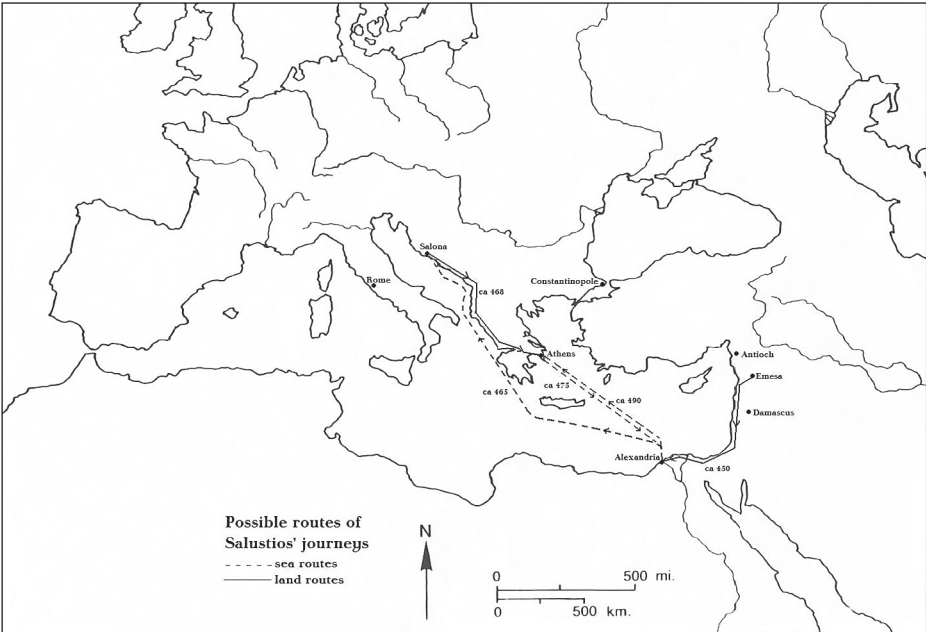 Salona
Rome
ca 468
Constantinopole
Athens
ca 475
ca 465
ca 490
Antioch
Emesa
Damascus
Alexandria
ca 450
Possible routes of
Salustios' journeys
sea routes
land routes
N
0 500 mi.
0 500 km.